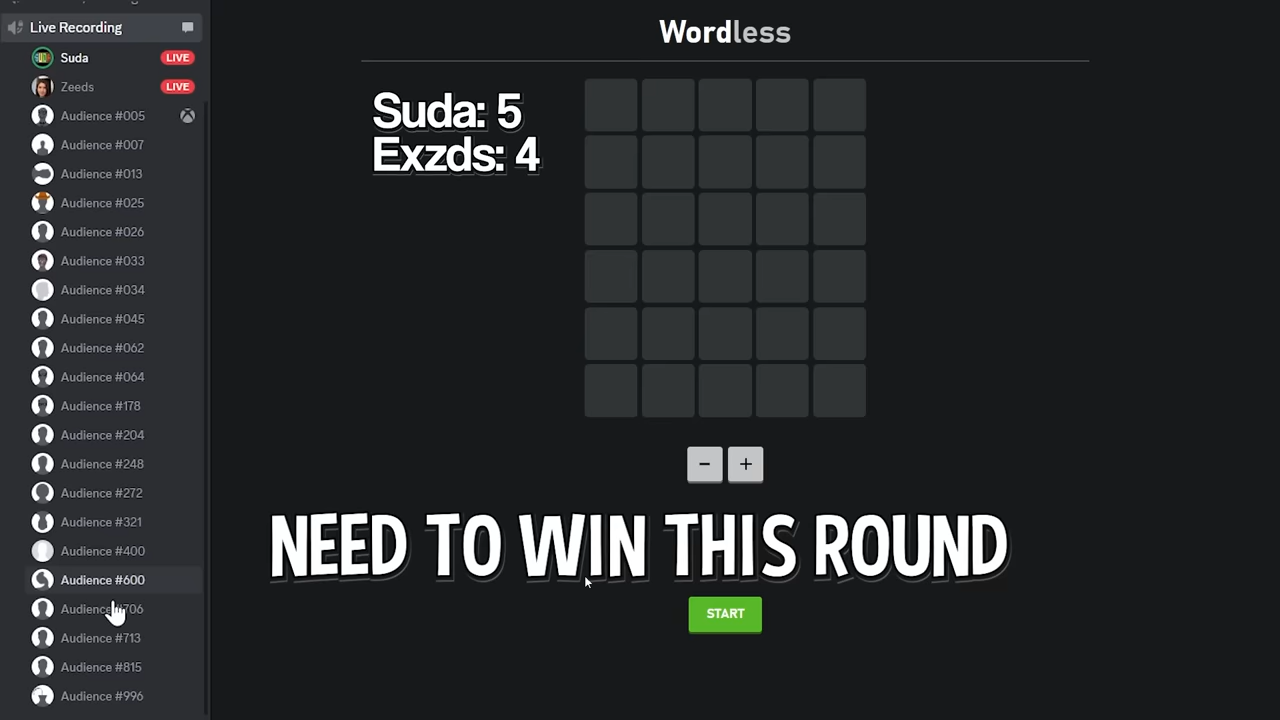 Live Recording
Suda LIVE
Zeeds LIVE
Audience #005
Audience #007
Audience #013
Audience #025
Audience #026
Audience #033
Audience #034
Audience #045
Audience #062
Audience #064
Audience #178
Audience #204
Audience #248
Audience #272
Audience #321
Audience #400
Audience #600
Audience #706
Audience #713
Audience #815
Audience #996
Wordless
Suda: 5
Exzds: 4
− +
NEED TO WIN THIS ROUND
START